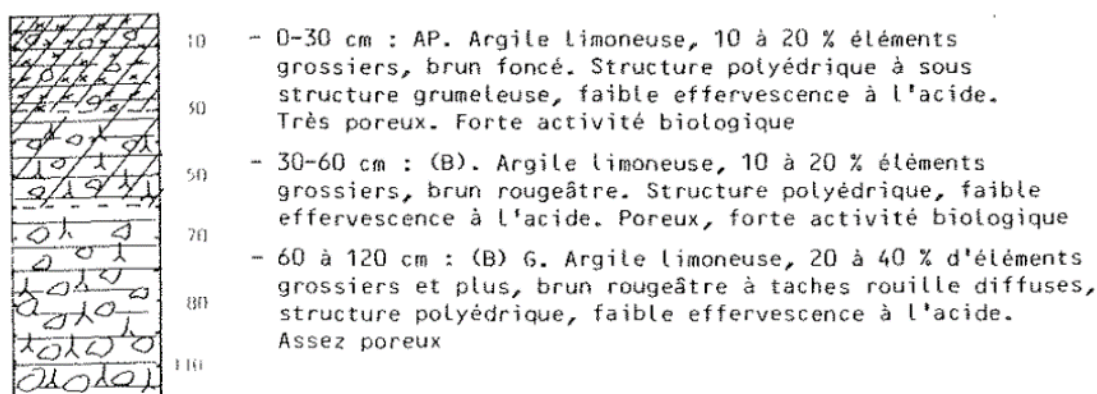 10
- 0-30 cm : AP. Argile limoneuse, 10 à 20 % éléments
grossiers, brun foncé. Structure polyédrique à sous
30
structure grumeleuse, faible effervescence à l'acide.
Très poreux. Forte activité biologique
50
- 30-60 cm : (B). Argile limoneuse, 10 à 20 % éléments
grossiers, brun rougeâtre. Structure polyédrique, faible
effervescence à l'acide. Poreux, forte activité biologique
70
- 60 à 120 cm : (B) G. Argile limoneuse, 20 à 40 % d'éléments
grossiers et plus, brun rougeâtre à taches rouille diffuses,
80
structure polyédrique, faible effervescence à l'acide.
Assez poreux
110